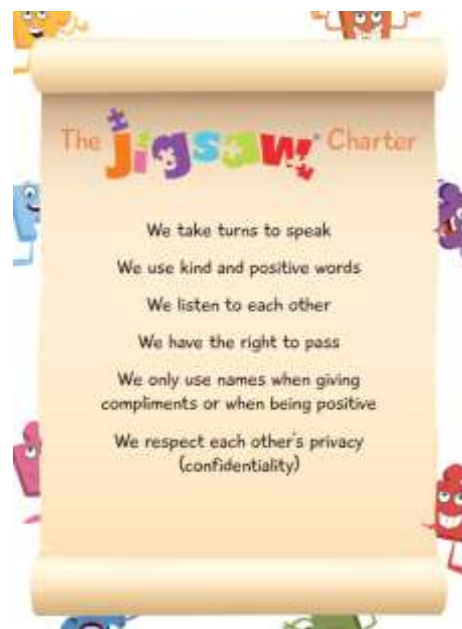 The Jigsaw® Charter
We take turns to speak
We use kind and positive words
We listen to each other
We have the right to pass
We only use names when giving
compliments or when being positive
We respect each other's privacy
(confidentiality)